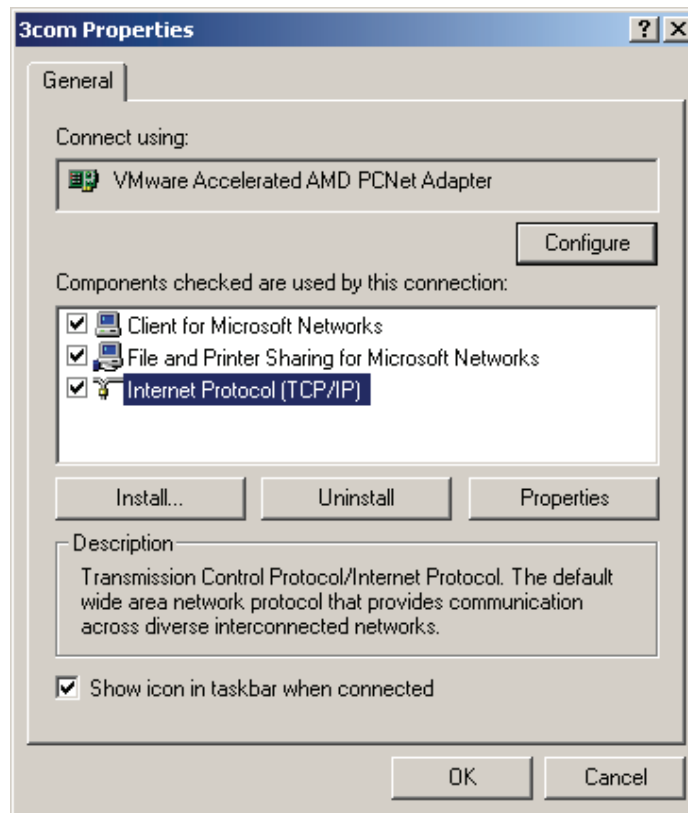 3com Properties
General
Connect using:
VMware Accelerated AMD PCNet Adapter
Configure
Components checked are used by this connection:
Client for Microsoft Networks
File and Printer Sharing for Microsoft Networks
Internet Protocol (TCP/IP)
Install...
Uninstall
Properties
Description
Transmission Control Protocol/Internet Protocol. The default
wide area network protocol that provides communication
across diverse interconnected networks.
Show icon in taskbar when connected
OK
Cancel